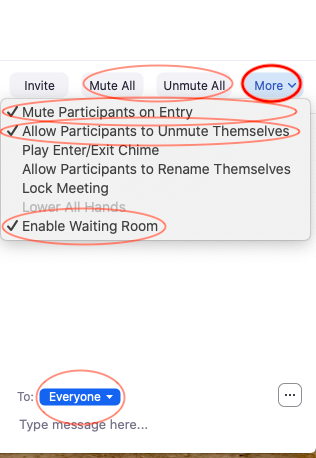 Invite Mute All Unmute All More
✓ Mute Participants on Entry
✓ Allow Participants to Unmute Themselves
Play Enter/Exit Chime
Allow Participants to Rename Themselves
Lock Meeting
Lower All Hands
✓ Enable Waiting Room
To: Everyone ...
Type message here...